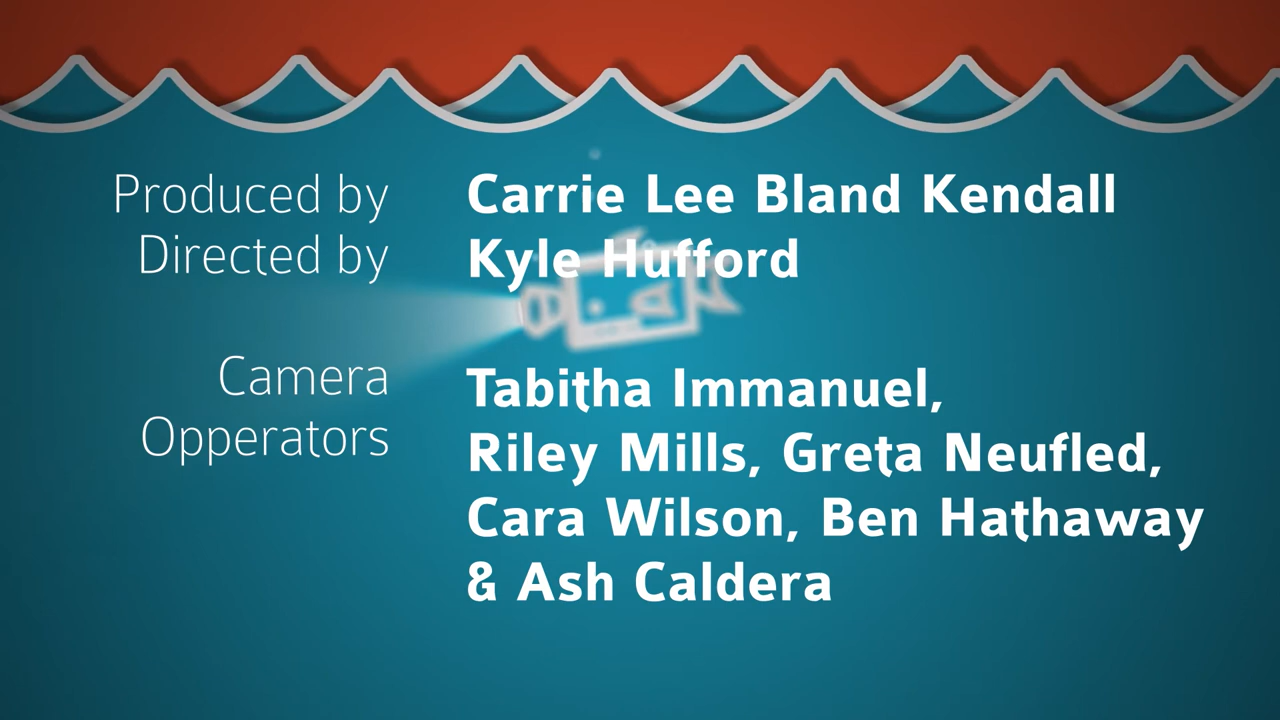 Produced by Carrie Lee Bland Kendall
Directed by Kyle Hufford
Camera Opperators
Tabitha Immanuel,
Riley Mills, Greta Neufled,
Cara Wilson, Ben Hathaway
& Ash Caldera